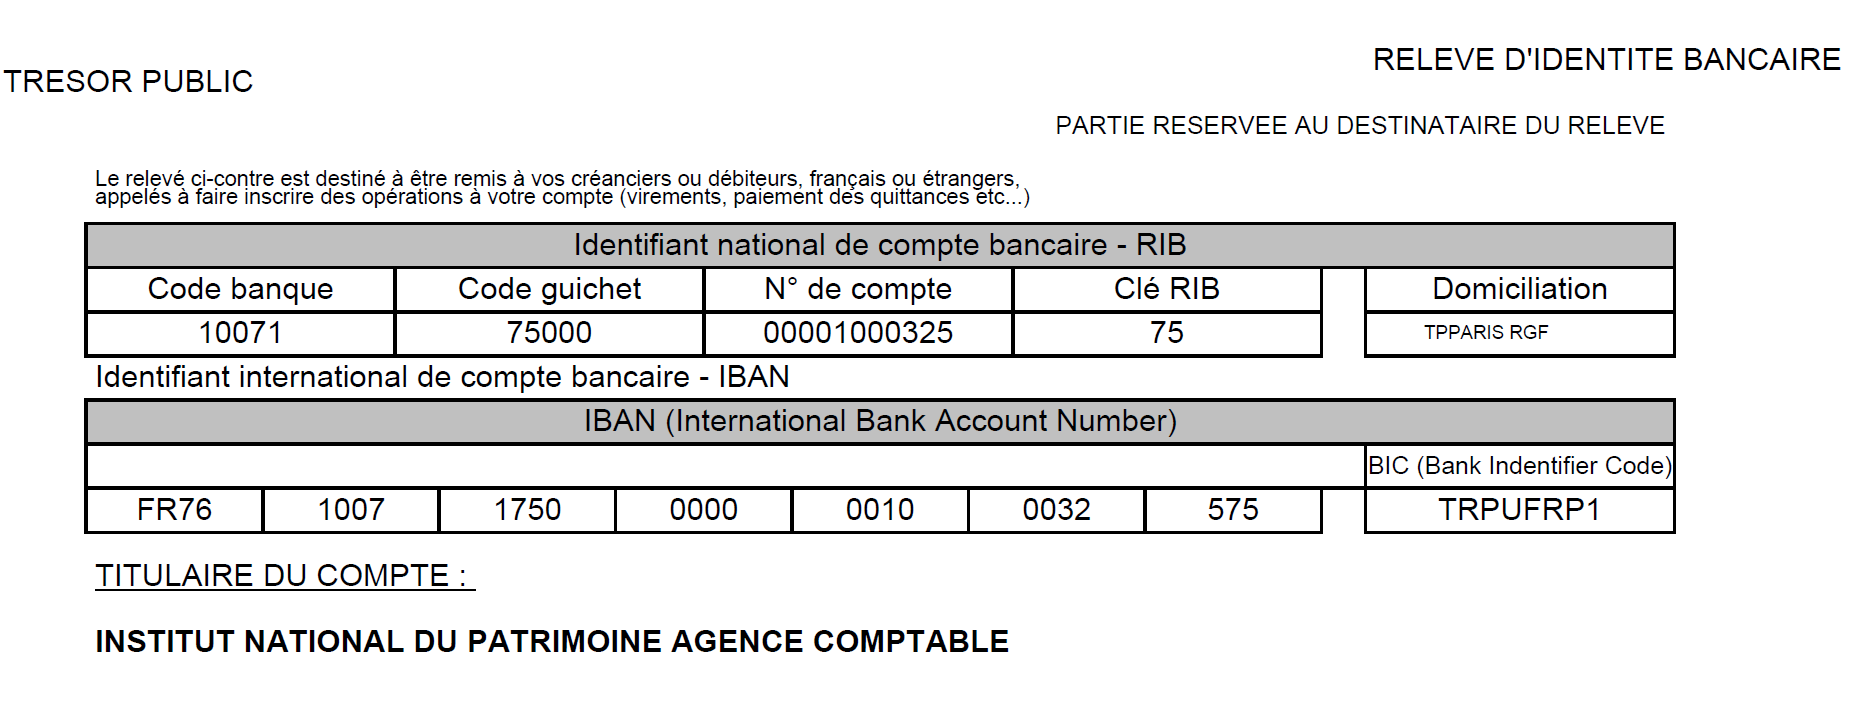 TRESOR PUBLIC
RELEVE D'IDENTITE BANCAIRE
PARTIE RESERVEE AU DESTINATAIRE DU RELEVE
Le relevé ci-contre est destiné à être remis à vos créanciers ou débiteurs, français ou étrangers,
appelés à faire inscrire des opérations à votre compte (virements, paiement des quittances etc...)
Identifiant national de compte bancaire - RIB
Code banque Code guichet N° de compte Clé RIB Domiciliation
10071 75000 00001000325 75 TPPARIS RGF
Identifiant international de compte bancaire - IBAN
IBAN (International Bank Account Number)
BIC (Bank Indentifier Code)
FR76 1007 1750 0000 0010 0032 575 TRPUFRP1
TITULAIRE DU COMPTE :
INSTITUT NATIONAL DU PATRIMOINE AGENCE COMPTABLE